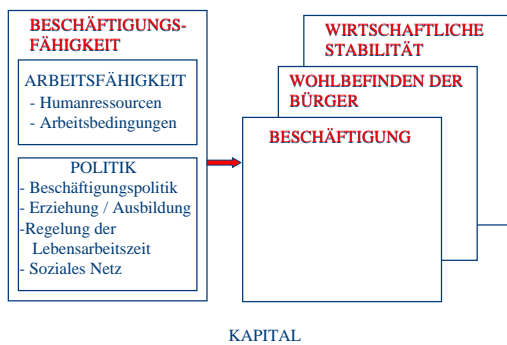 BESCHÄFTIGUNGS-
FÄHIGKEIT
ARBEITSFÄHIGKEIT
- Humanressourcen
- Arbeitsbedingungen
POLITIK
- Beschäftigungspolitik
- Erziehung / Ausbildung
-Regelung der
Lebensarbeitszeit
- Soziales Netz
WIRTSCHAFTLICHE
STABILITÄT
WOHLBEFINDEN DER
BÜRGER
BESCHÄFTIGUNG
KAPITAL